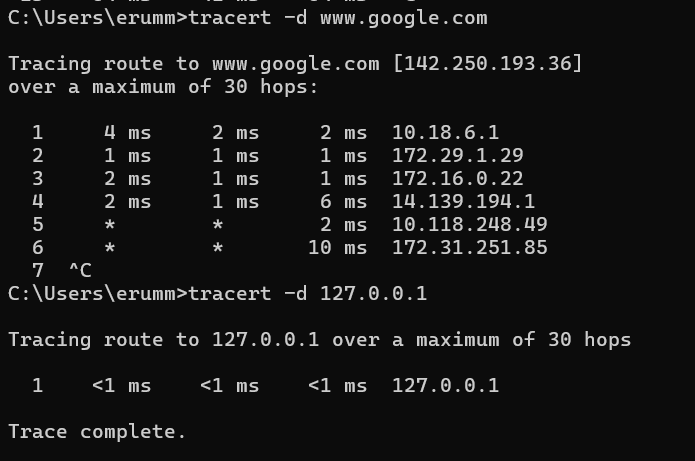 C:\Users\erumm>tracert -d www.google.com
Tracing route to www.google.com [142.250.193.36]
over a maximum of 30 hops:
1 4 ms 2 ms 2 ms 10.18.6.1
2 1 ms 1 ms 1 ms 172.29.1.29
3 2 ms 1 ms 1 ms 172.16.0.22
4 2 ms 1 ms 6 ms 14.139.194.1
5 * * 2 ms 10.118.248.49
6 * * 10 ms 172.31.251.85
7 ^C
C:\Users\erumm>tracert -d 127.0.0.1
Tracing route to 127.0.0.1 over a maximum of 30 hops
1 <1 ms <1 ms <1 ms 127.0.0.1
Trace complete.